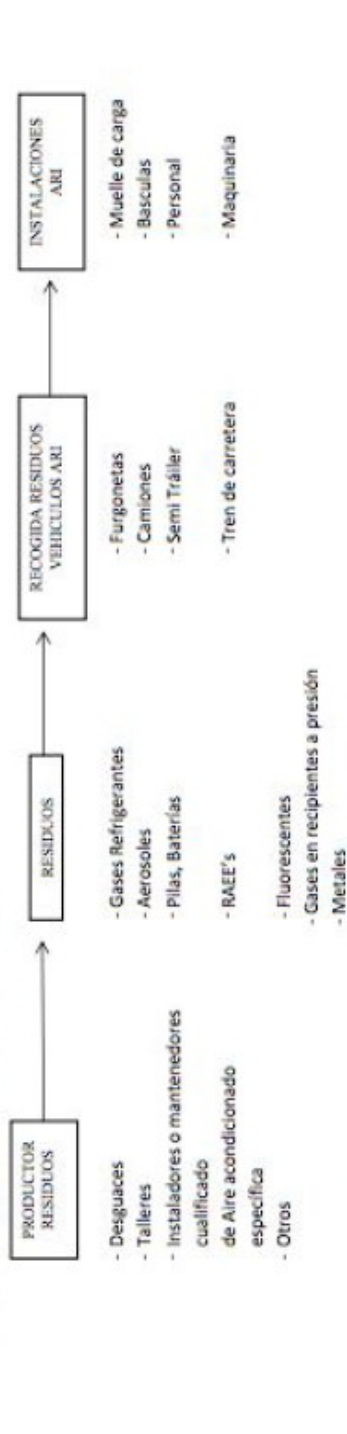 PRODUCTOR
RESIDUOS
- Desguaces
- Talleres
- Instaladores o mantenedores
cualificado
de Aire acondicionado
específica
- Otros
RESIDUOS
- Gases Refrigerantes
- Aerosoles
- Pilas, Baterías
- RAEE's
- Fluorescentes
- Gases en recipientes a presión
- Metales
RECOGIDA RESIDUOS
VEHICULOS ARI
- Furgonetas
- Camiones
- Semi Tráiler
- Tren de carretera
INSTALACIONES
ARI
- Muelle de carga
- Basculas
- Personal
- Maquinaria